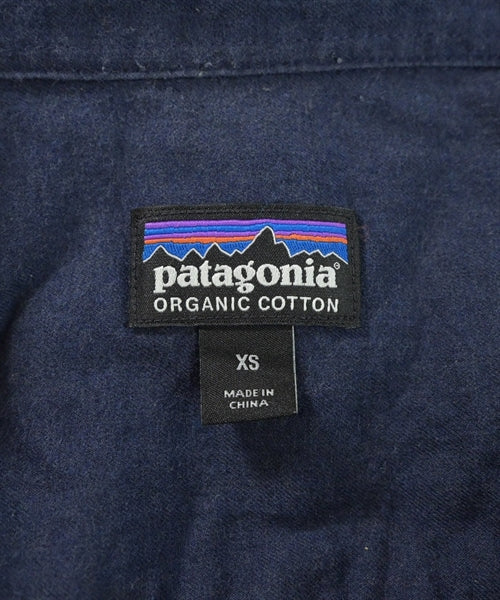 patagonia®
ORGANIC COTTON
XS
MADE IN
CHINA